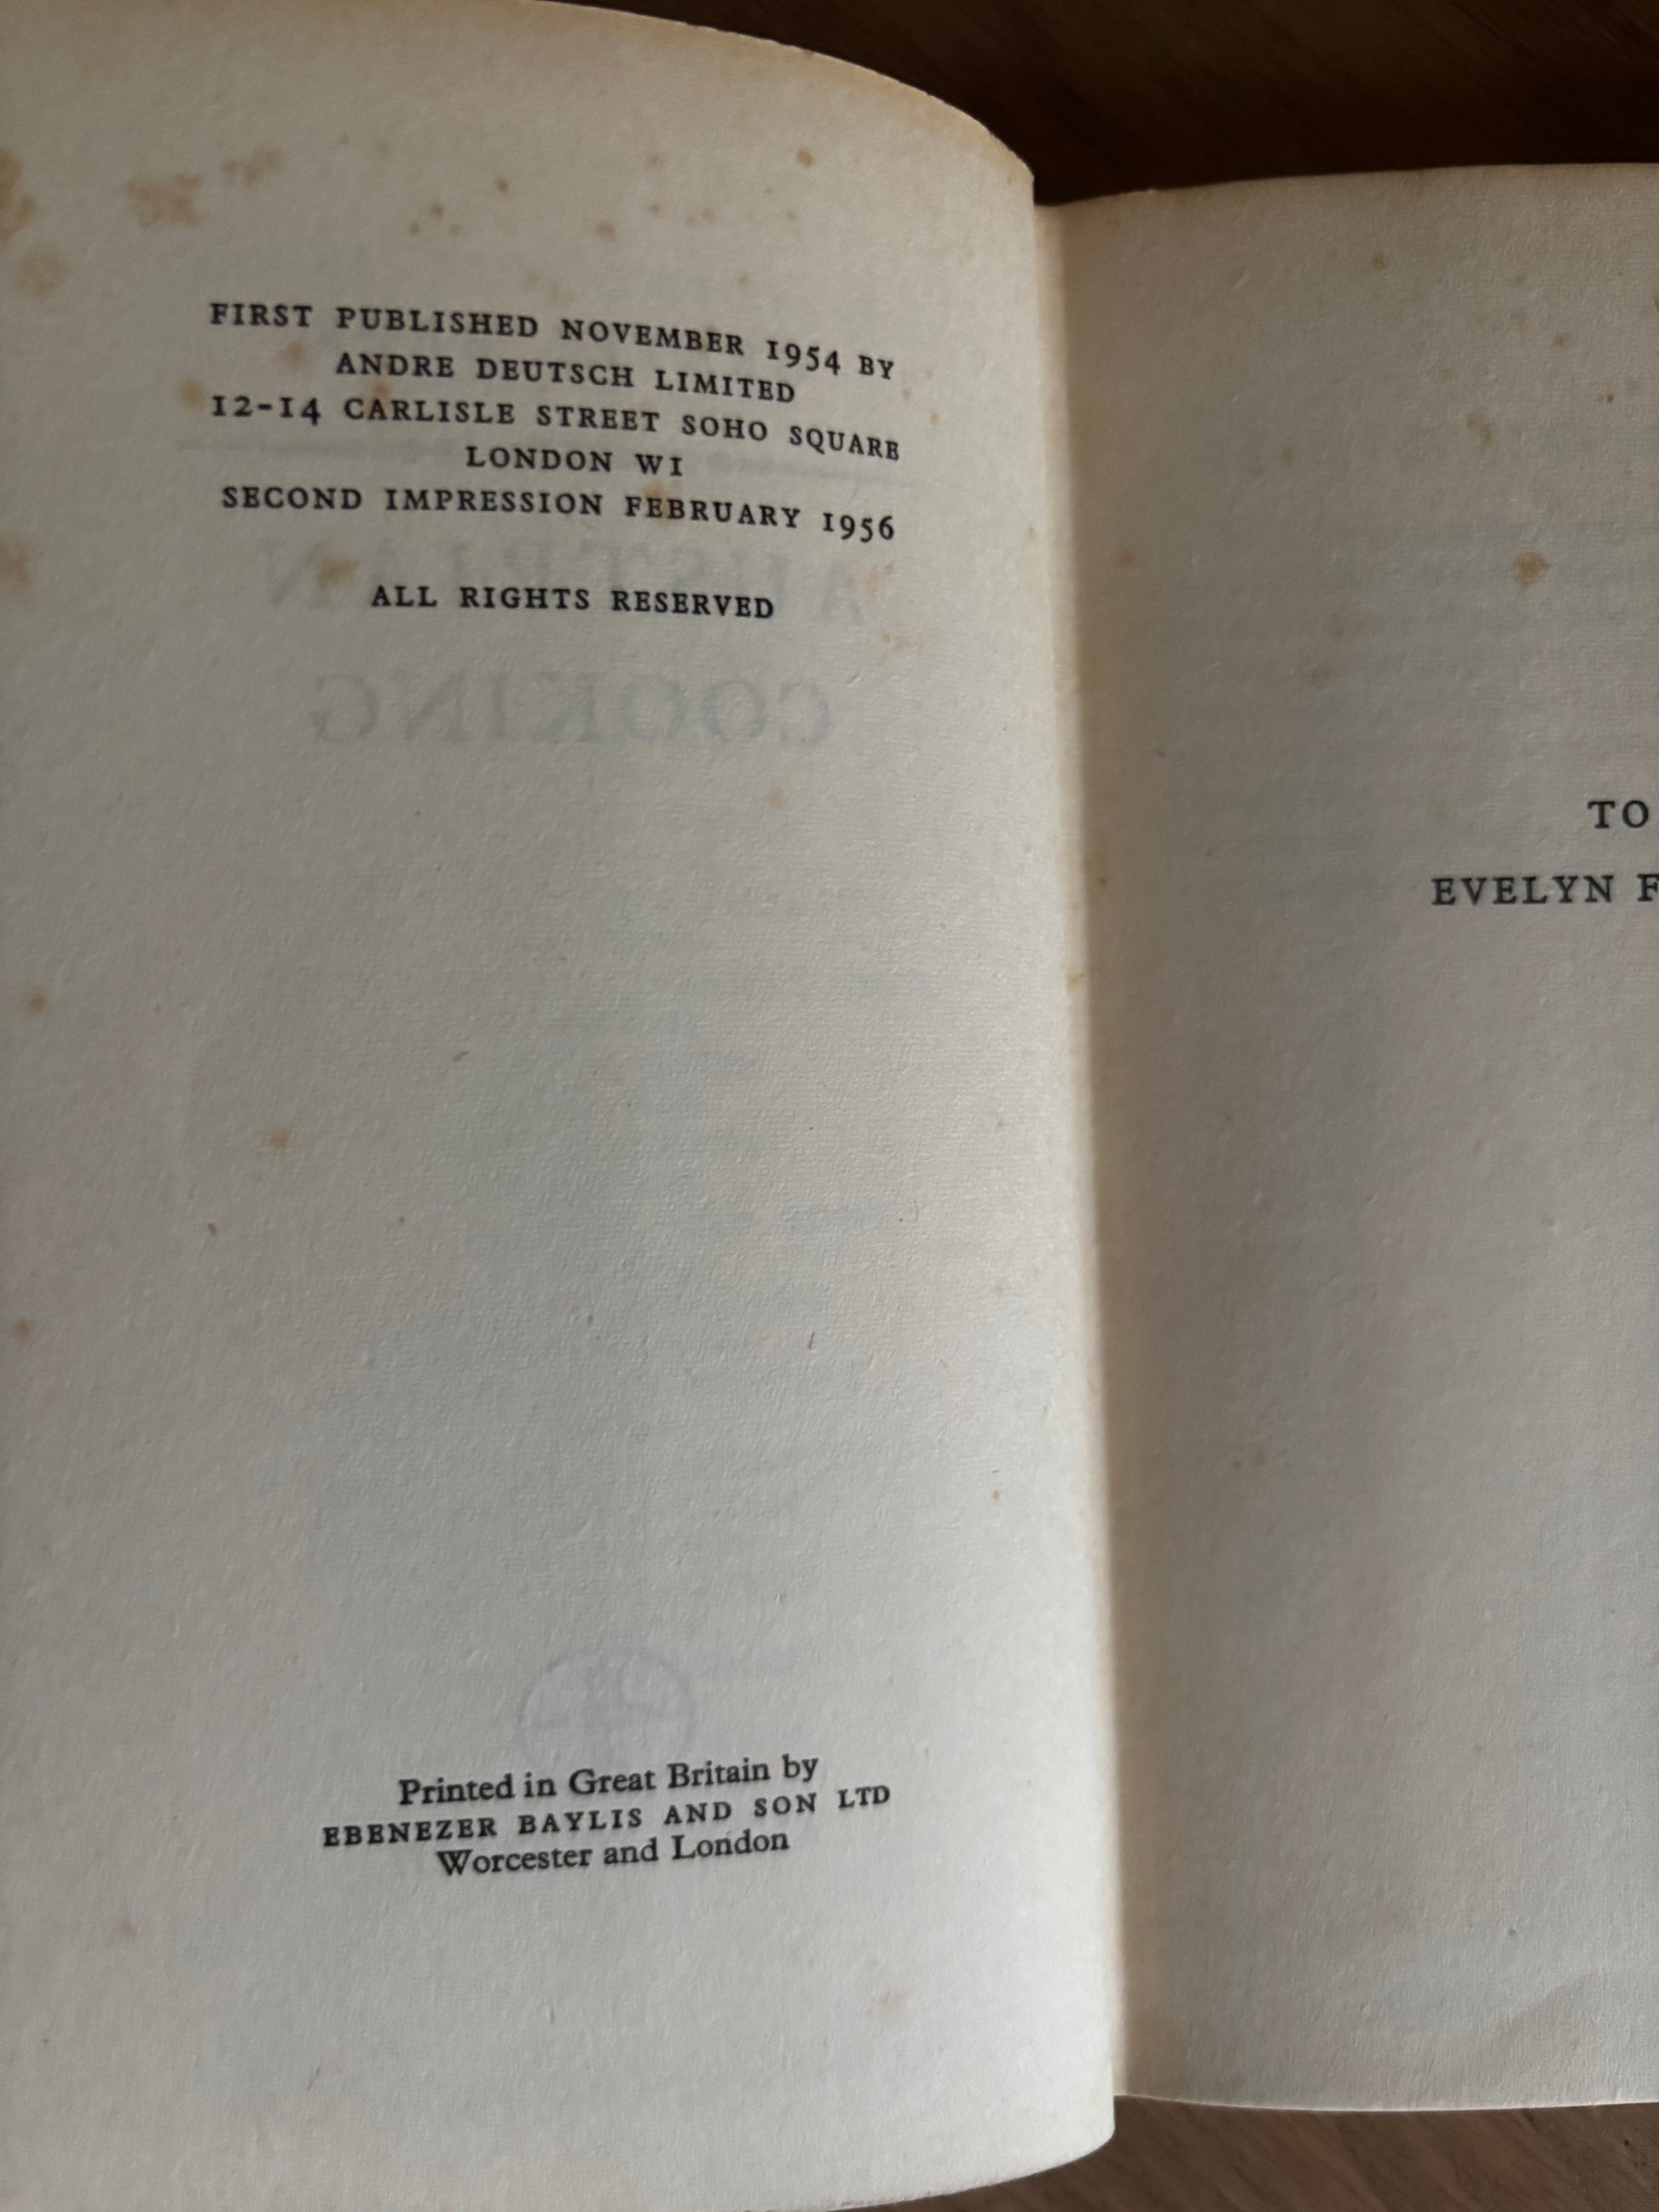 FIRST PUBLISHED NOVEMBER 1954 BY
ANDRE DEUTSCH LIMITED
12-14 CARLISLE STREET SOHO SQUARE
LONDON W1
SECOND IMPRESSION FEBRUARY 1956
ALL RIGHTS RESERVED
AUSTRIAN
COOKING
Printed in Great Britain by
EBENEZER BAYLIS AND SON LTD
Worcester and London
TO
EVELYN F